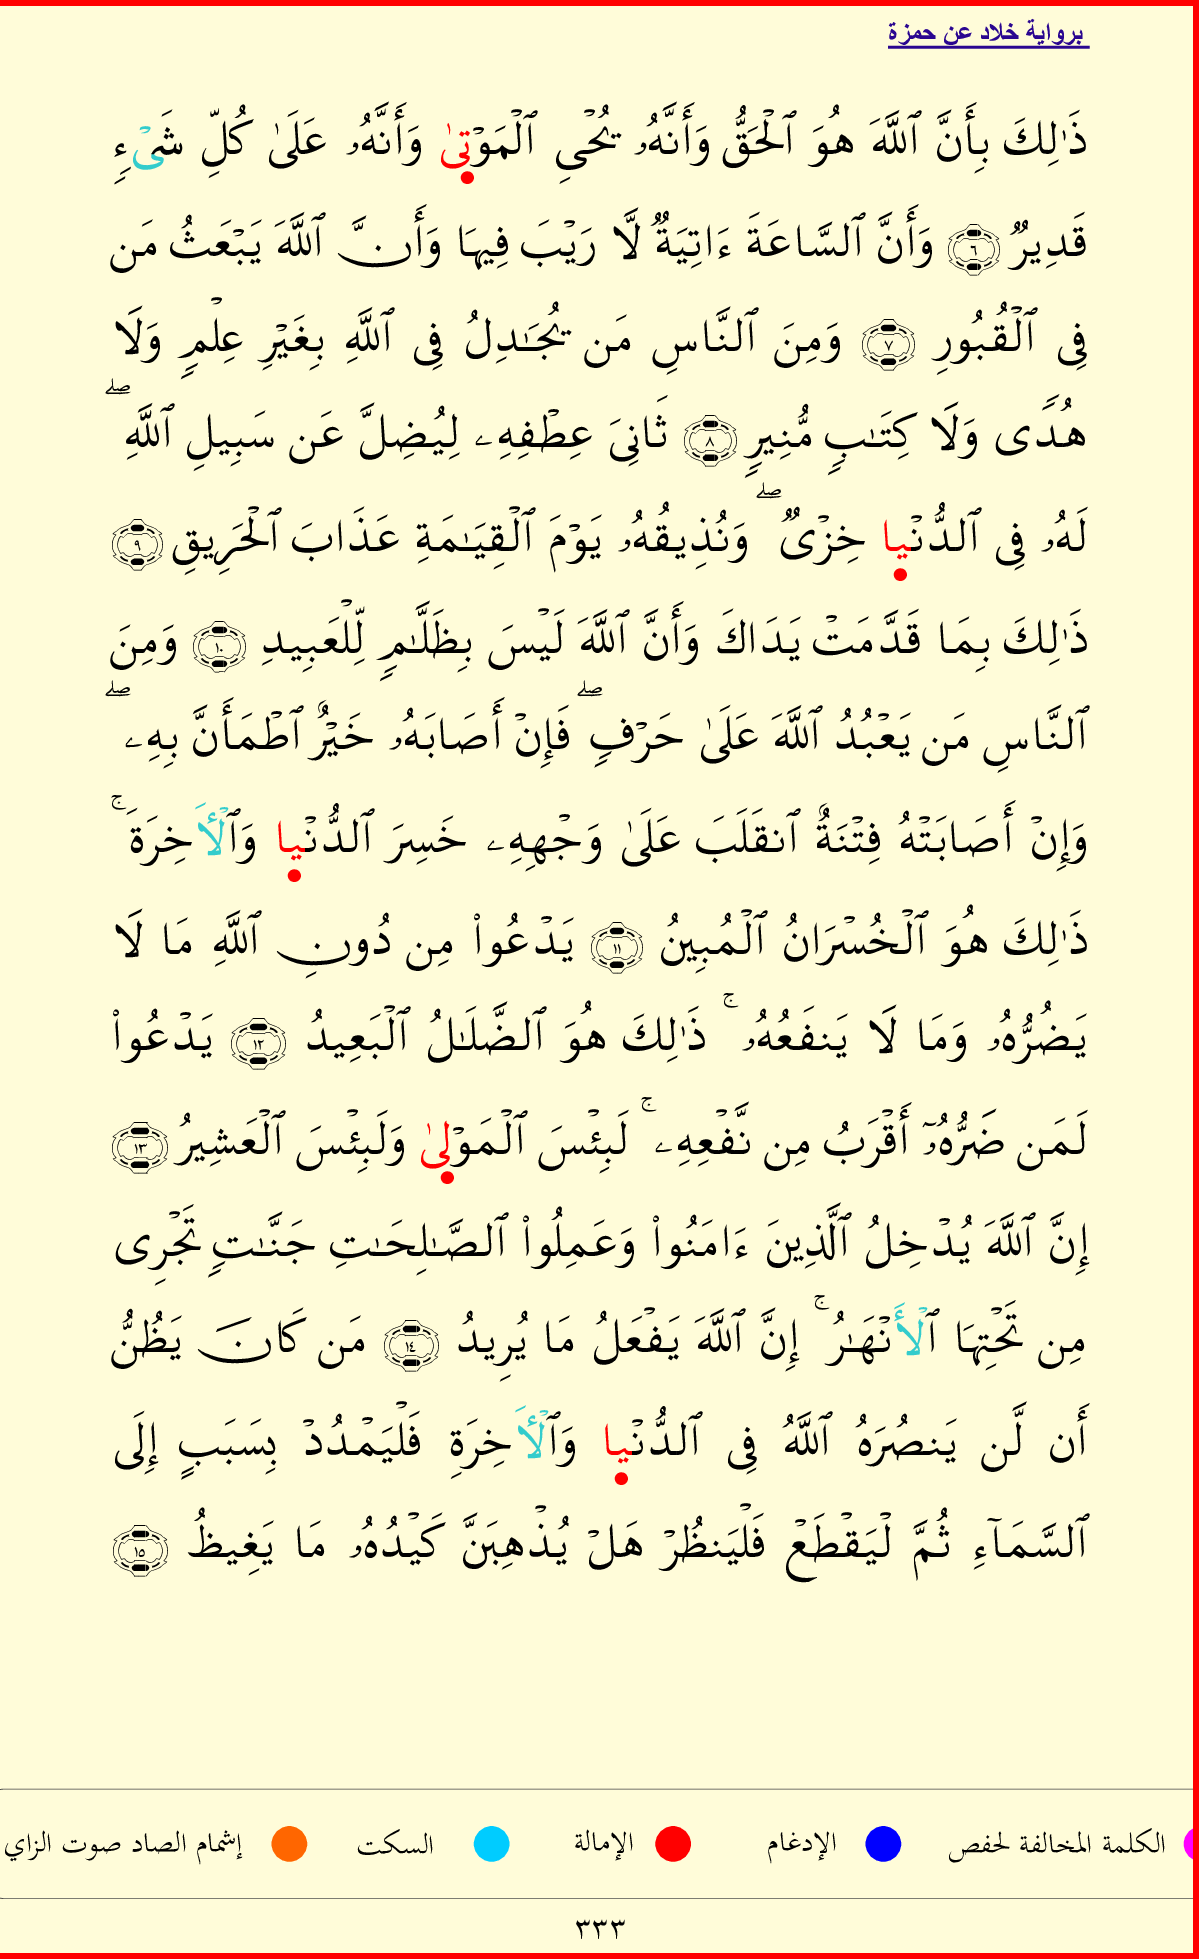 برواية خلاد عن حمزة
ذَٰلِكَ بِأَنَّ ٱللَّهَ هُوَ ٱلْحَقُّ وَأَنَّهُۥ يُحْىِ ٱلْمَوْتِىٰ وَأَنَّهُۥ عَلَىٰ كُلِّ شَىْءٍ
قَدِيرٌ ٦ وَأَنَّ ٱلسَّاعَةَ ءَاتِيَةٌ لَّا رَيْبَ فِيهَا وَأَنَّ ٱللَّهَ يَبْعَثُ مَن
فِى ٱلْقُبُورِ ٧ وَمِنَ ٱلنَّاسِ مَن يُجَـٰدِلُ فِى ٱللَّهِ بِغَيْرِ عِلْمٍ وَلَا
هُدًى وَلَا كِتَـٰبٍ مُّنِيرٍ ٨ ثَانِىَ عِطْفِهِۦ لِيُضِلَّ عَن سَبِيلِ ٱللَّهِ ۖ
لَهُۥ فِى ٱلدُّنْيِا خِزْىٌ ۖ وَنُذِيقُهُۥ يَوْمَ ٱلْقِيَـٰمَةِ عَذَابَ ٱلْحَرِيقِ ٩
ذَٰلِكَ بِمَا قَدَّمَتْ يَدَاكَ وَأَنَّ ٱللَّهَ لَيْسَ بِظَلَّـٰمٍ لِّلْعَبِيدِ ١٠ وَمِنَ
ٱلنَّاسِ مَن يَعْبُدُ ٱللَّهَ عَلَىٰ حَرْفٍ ۖ فَإِنْ أَصَابَهُۥ خَيْرٌ ٱطْمَأَنَّ بِهِۦ ۖ
وَإِنْ أَصَابَتْهُ فِتْنَةٌ ٱنقَلَبَ عَلَىٰ وَجْهِهِۦ خَسِرَ ٱلدُّنْيِا وَٱلْأَخِرَةَ ۚ
ذَٰلِكَ هُوَ ٱلْخُسْرَانُ ٱلْمُبِينُ ١١ يَدْعُوا۟ مِن دُونِ ٱللَّهِ مَا لَا
يَضُرُّهُۥ وَمَا لَا يَنفَعُهُۥ ۚ ذَٰلِكَ هُوَ ٱلضَّلَـٰلُ ٱلْبَعِيدُ ١٢ يَدْعُوا۟
لَمَن ضَرُّهُۥٓ أَقْرَبُ مِن نَّفْعِهِۦ ۚ لَبِئْسَ ٱلْمَوْلِىٰ وَلَبِئْسَ ٱلْعَشِيرُ ١٣
إِنَّ ٱللَّهَ يُدْخِلُ ٱلَّذِينَ ءَامَنُوا۟ وَعَمِلُوا۟ ٱلصَّـٰلِحَـٰتِ جَنَّـٰتٍ تَجْرِى
مِن تَحْتِهَا ٱلْأَنْهَـٰرُ ۚ إِنَّ ٱللَّهَ يَفْعَلُ مَا يُرِيدُ ١٤ مَن كَانَ يَظُنُّ
أَن لَّن يَنصُرَهُ ٱللَّهُ فِى ٱلدُّنْيِا وَٱلْأَخِرَةِ فَلْيَمْدُدْ بِسَبَبٍ إِلَى
ٱلسَّمَآءِ ثُمَّ لْيَقْطَعْ فَلْيَنظُرْ هَلْ يُذْهِبَنَّ كَيْدُهُۥ مَا يَغِيظُ ١٥
الكلمة المخالفة لحفص الإدغام الإمالة السكت إشمام الصاد صوت الزاي
٣٣٣